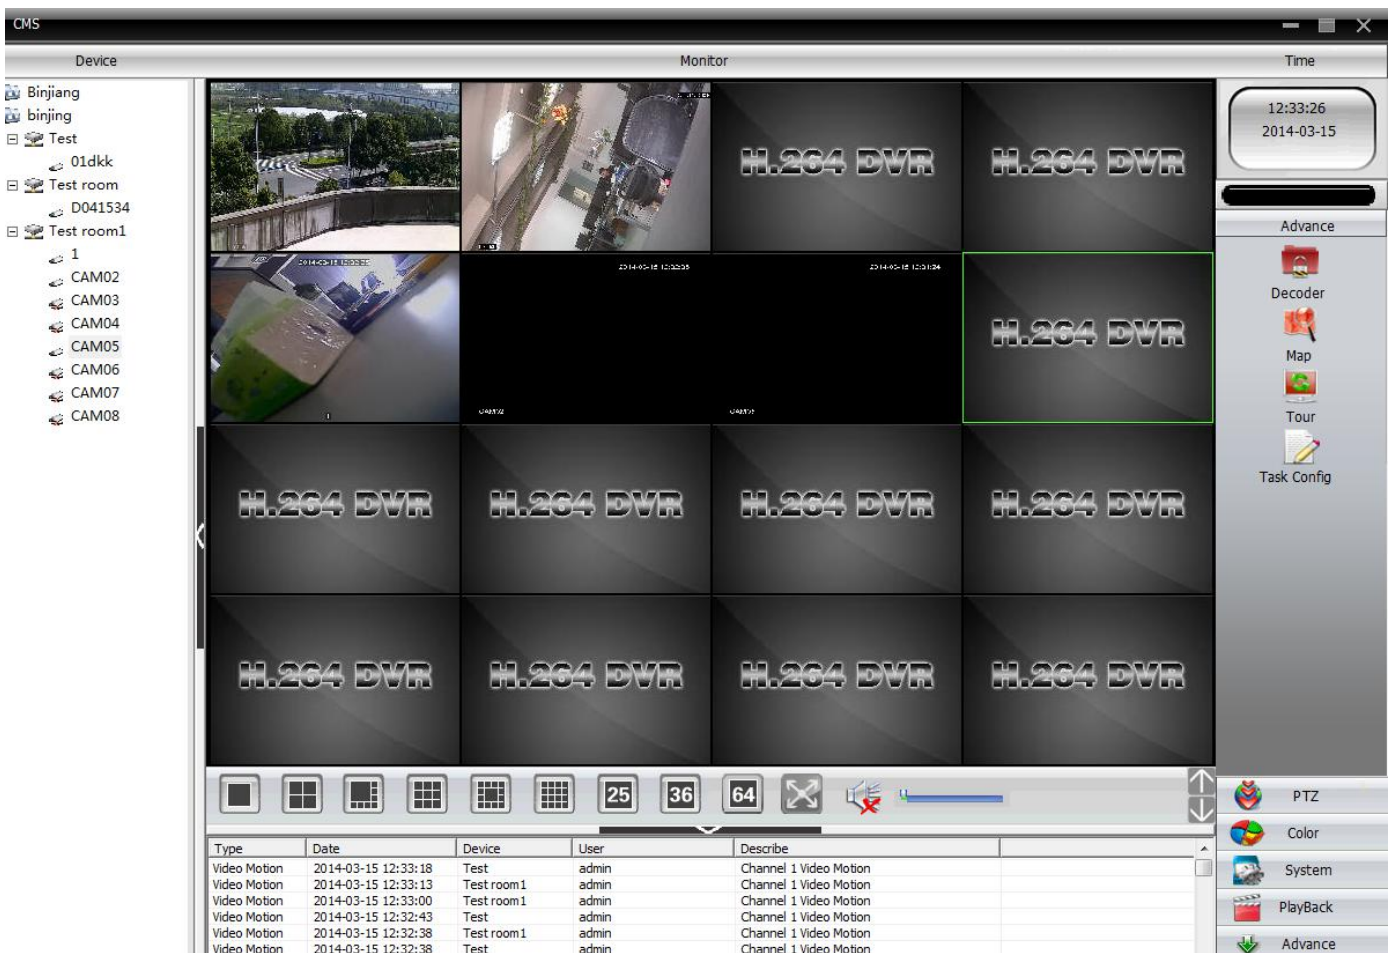 CMS
Device
Monitor
Time
Binjiang
binjing
Test
01dkk
Test room
D041534
Test room1
1
CAM02
CAM03
CAM04
CAM05
CAM06
CAM07
CAM08
H.264 DVR
H.264 DVR
CAM02
H.264 DVR
H.264 DVR
H.264 DVR
H.264 DVR
H.264 DVR
H.264 DVR
H.264 DVR
H.264 DVR
H.264 DVR
25
36
64
12:33:26
2014-03-15
Advance
Decoder
Map
Tour
Task Config
PTZ
Color
System
PlayBack
Advance
Type Date Device User Describe
Video Motion 2014-03-15 12:33:18 Test admin Channel 1 Video Motion
Video Motion 2014-03-15 12:33:13 Test room1 admin Channel 1 Video Motion
Video Motion 2014-03-15 12:33:00 Test room1 admin Channel 1 Video Motion
Video Motion 2014-03-15 12:32:43 Test admin Channel 1 Video Motion
Video Motion 2014-03-15 12:32:38 Test room1 admin Channel 1 Video Motion
Video Motion 2014-03-15 12:32:38 Test admin Channel 1 Video Motion